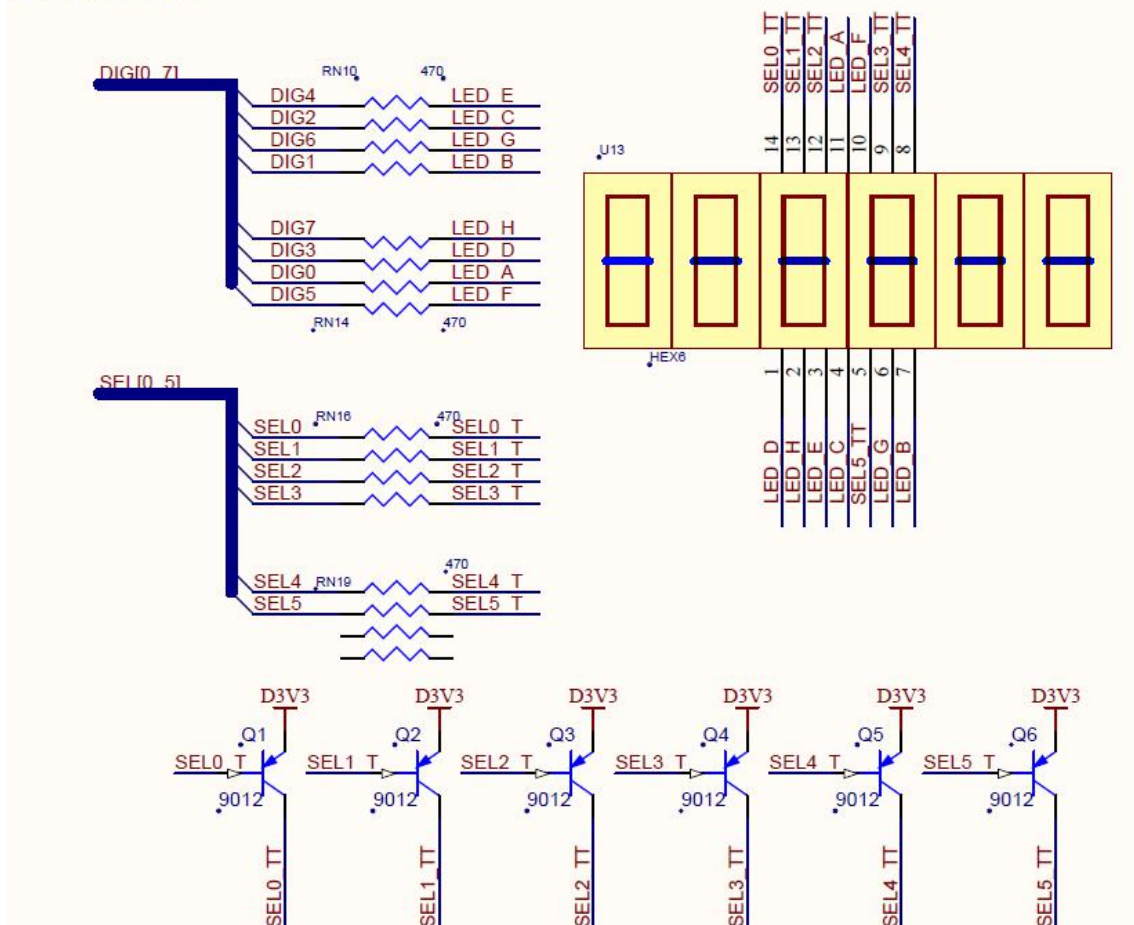 DIG[0..7]
RN10 470
DIG4 LED_E
DIG2 LED_C
DIG6 LED_G
DIG1 LED_B
DIG7 LED_H
DIG3 LED_D
DIG0 LED_A
DIG5 LED_F
RN14 470
SEL[0..5]
RN16 470
SEL0 SEL0_T
SEL1 SEL1_T
SEL2 SEL2_T
SEL3 SEL3_T
470
SEL4 RN19 SEL4_T
SEL5 SEL5_T
SEL0_TT
SEL1_TT
SEL2_TT
LED_A
LED_F
SEL3_TT
SEL4_TT
14 13 12 11 10 9 8
U13
HEX6
1 2 3 4 5 6 7
LED_D
LED_H
LED_E
LED_C
SEL5_TT
LED_G
LED_B
D3V3 D3V3 D3V3 D3V3 D3V3 D3V3
Q1 Q2 Q3 Q4 Q5 Q6
SEL0_T SEL1_T SEL2_T SEL3_T SEL4_T SEL5_T
9012 9012 9012 9012 9012 9012
SEL0_TT
SEL1_TT
SEL2_TT
SEL3_TT
SEL4_TT
SEL5_TT